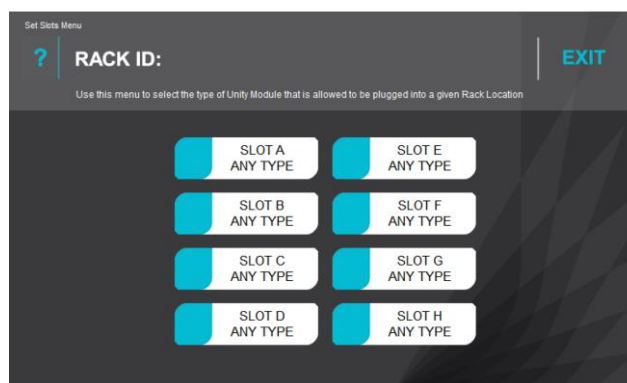 Set Slots Menu
?
RACK ID:
EXIT
Use this menu to select the type of Unity Module that is allowed to be plugged into a given Rack Location
SLOT A
ANY TYPE
SLOT E
ANY TYPE
SLOT B
ANY TYPE
SLOT F
ANY TYPE
SLOT C
ANY TYPE
SLOT G
ANY TYPE
SLOT D
ANY TYPE
SLOT H
ANY TYPE